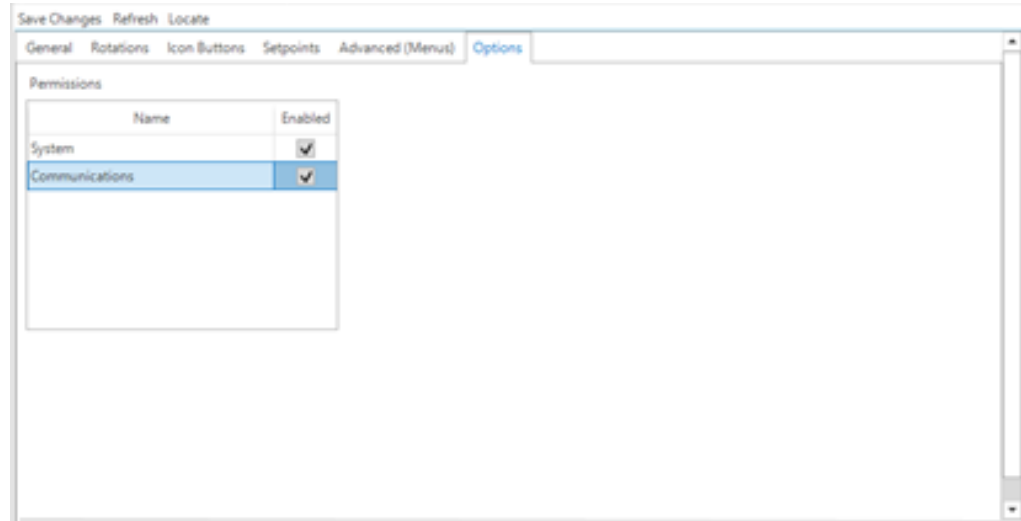 Save Changes Refresh Locate
General Rotations Icon Buttons Setpoints Advanced (Menus) Options
Permissions
Name Enabled
System
Communications